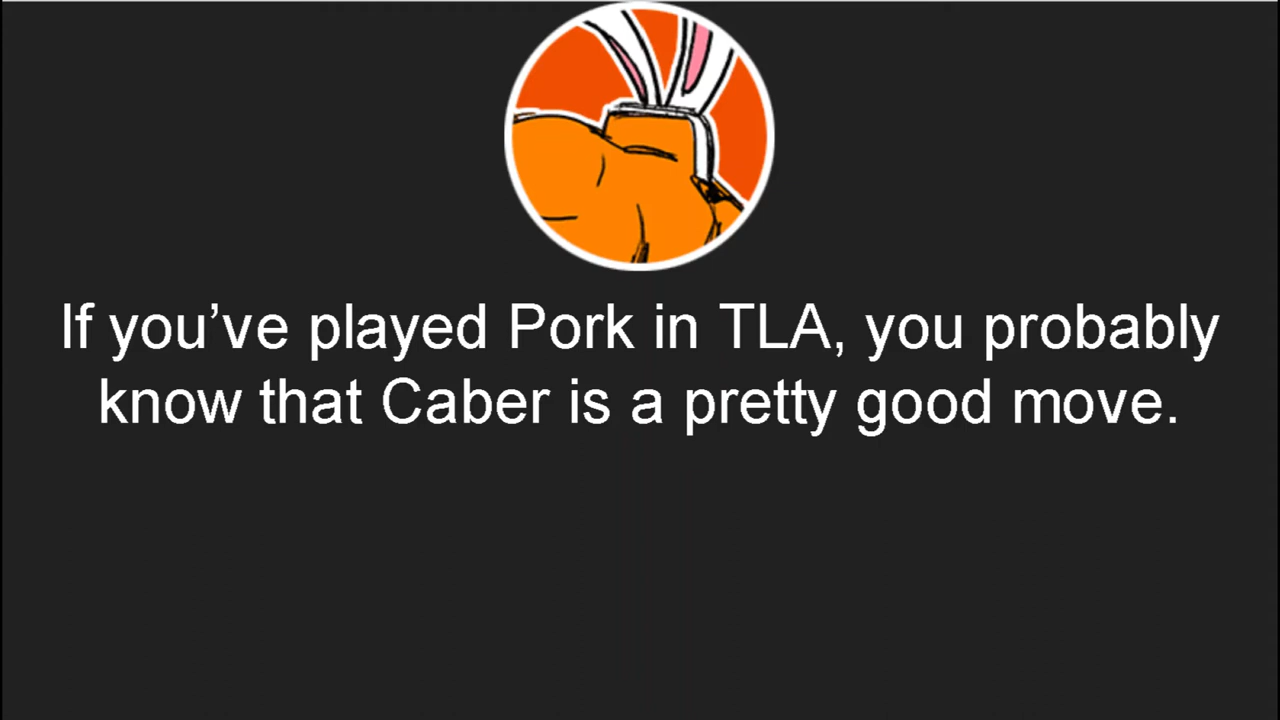 If you’ve played Pork in TLA, you probably
know that Caber is a pretty good move.